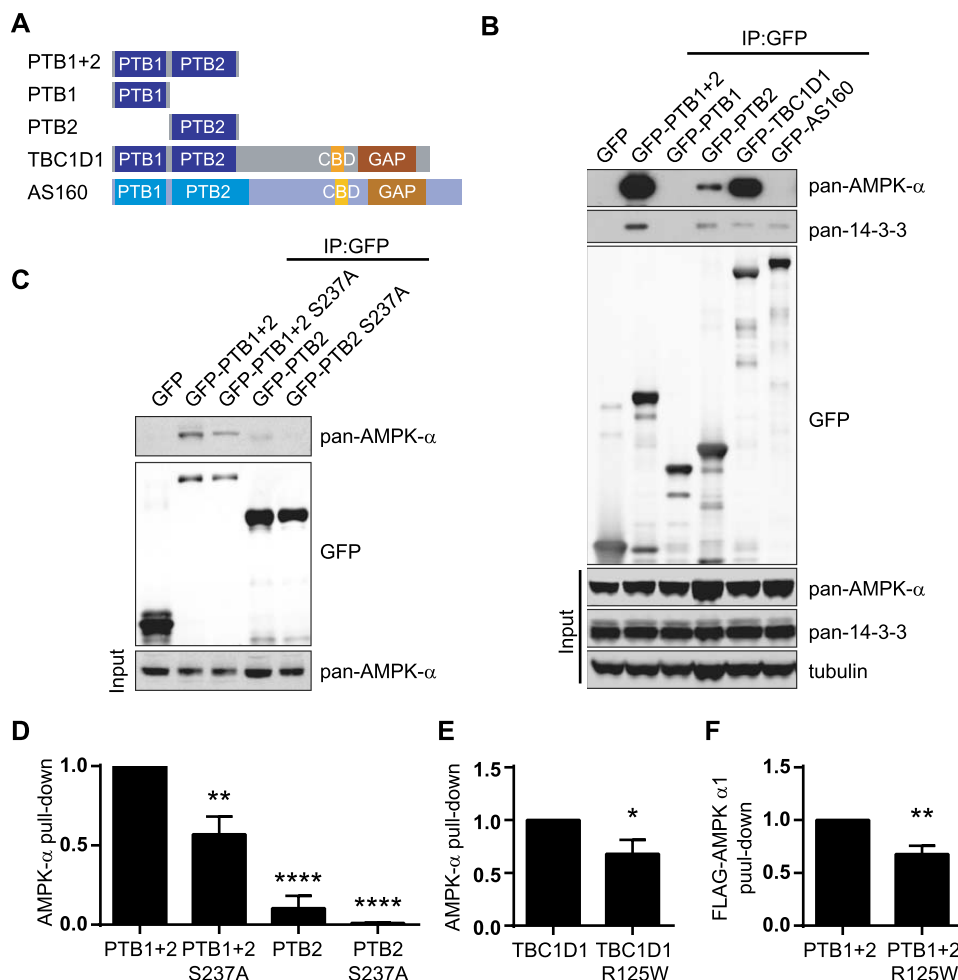 A
PTB1+2 PTB1 PTB2
PTB1 PTB1
PTB2 PTB2
TBC1D1 PTB1 PTB2 CBD GAP
AS160 PTB1 PTB2 CBD GAP
B
IP:GFP
GFP
GFP-PTB1+2
GFP-PTB1
GFP-PTB2
GFP-TBC1D1
GFP-AS160
pan-AMPK-α
pan-14-3-3
GFP
Input
pan-AMPK-α
pan-14-3-3
tubulin
C
IP:GFP
GFP
GFP-PTB1+2
GFP-PTB1+2 S237A
GFP-PTB2
GFP-PTB2 S237A
pan-AMPK-α
GFP
Input
pan-AMPK-α
D
AMPK-α pull-down
1.0
0.5
0.0
**
****
****
PTB1+2
PTB1+2
S237A
PTB2
PTB2
S237A
E
AMPK-α pull-down
1.5
1.0
0.5
0.0
*
TBC1D1
TBC1D1
R125W
F
FLAG-AMPK α1
puul-down
1.5
1.0
0.5
0.0
**
PTB1+2
PTB1+2
R125W